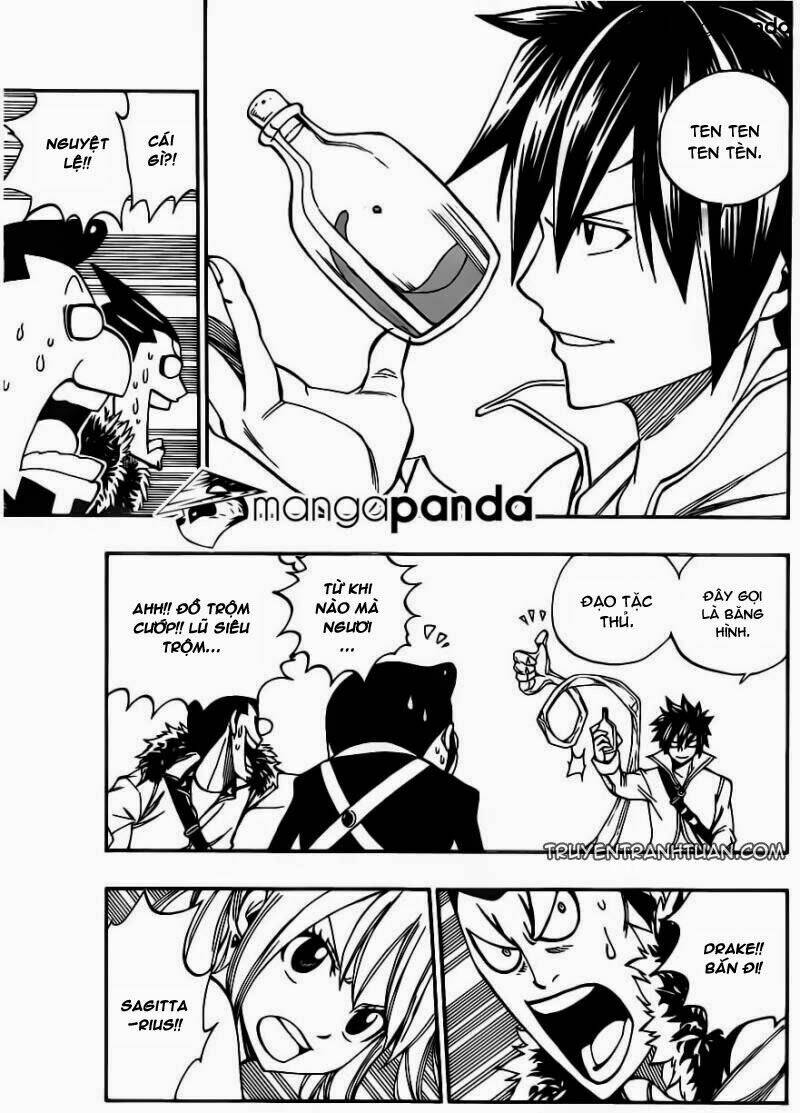 TEN TEN
TEN TÈN.
CÁI
GÌ?!
NGUYỆT
LỆ!!
mangapanda
ĐÂY GỌI
LÀ BĂNG
HÌNH.
ĐẠO TẶC
THỦ.
TỪ KHI
NÀO MÀ
NGƯƠI
...
AHH!! ĐỒ TRỘM
CƯỚP!! LŨ SIÊU
TRỘM...
TRUYENTRANHTUAN.COM
DRAKE!!
BẮN ĐI!
SAGITTA
-RIUS!!